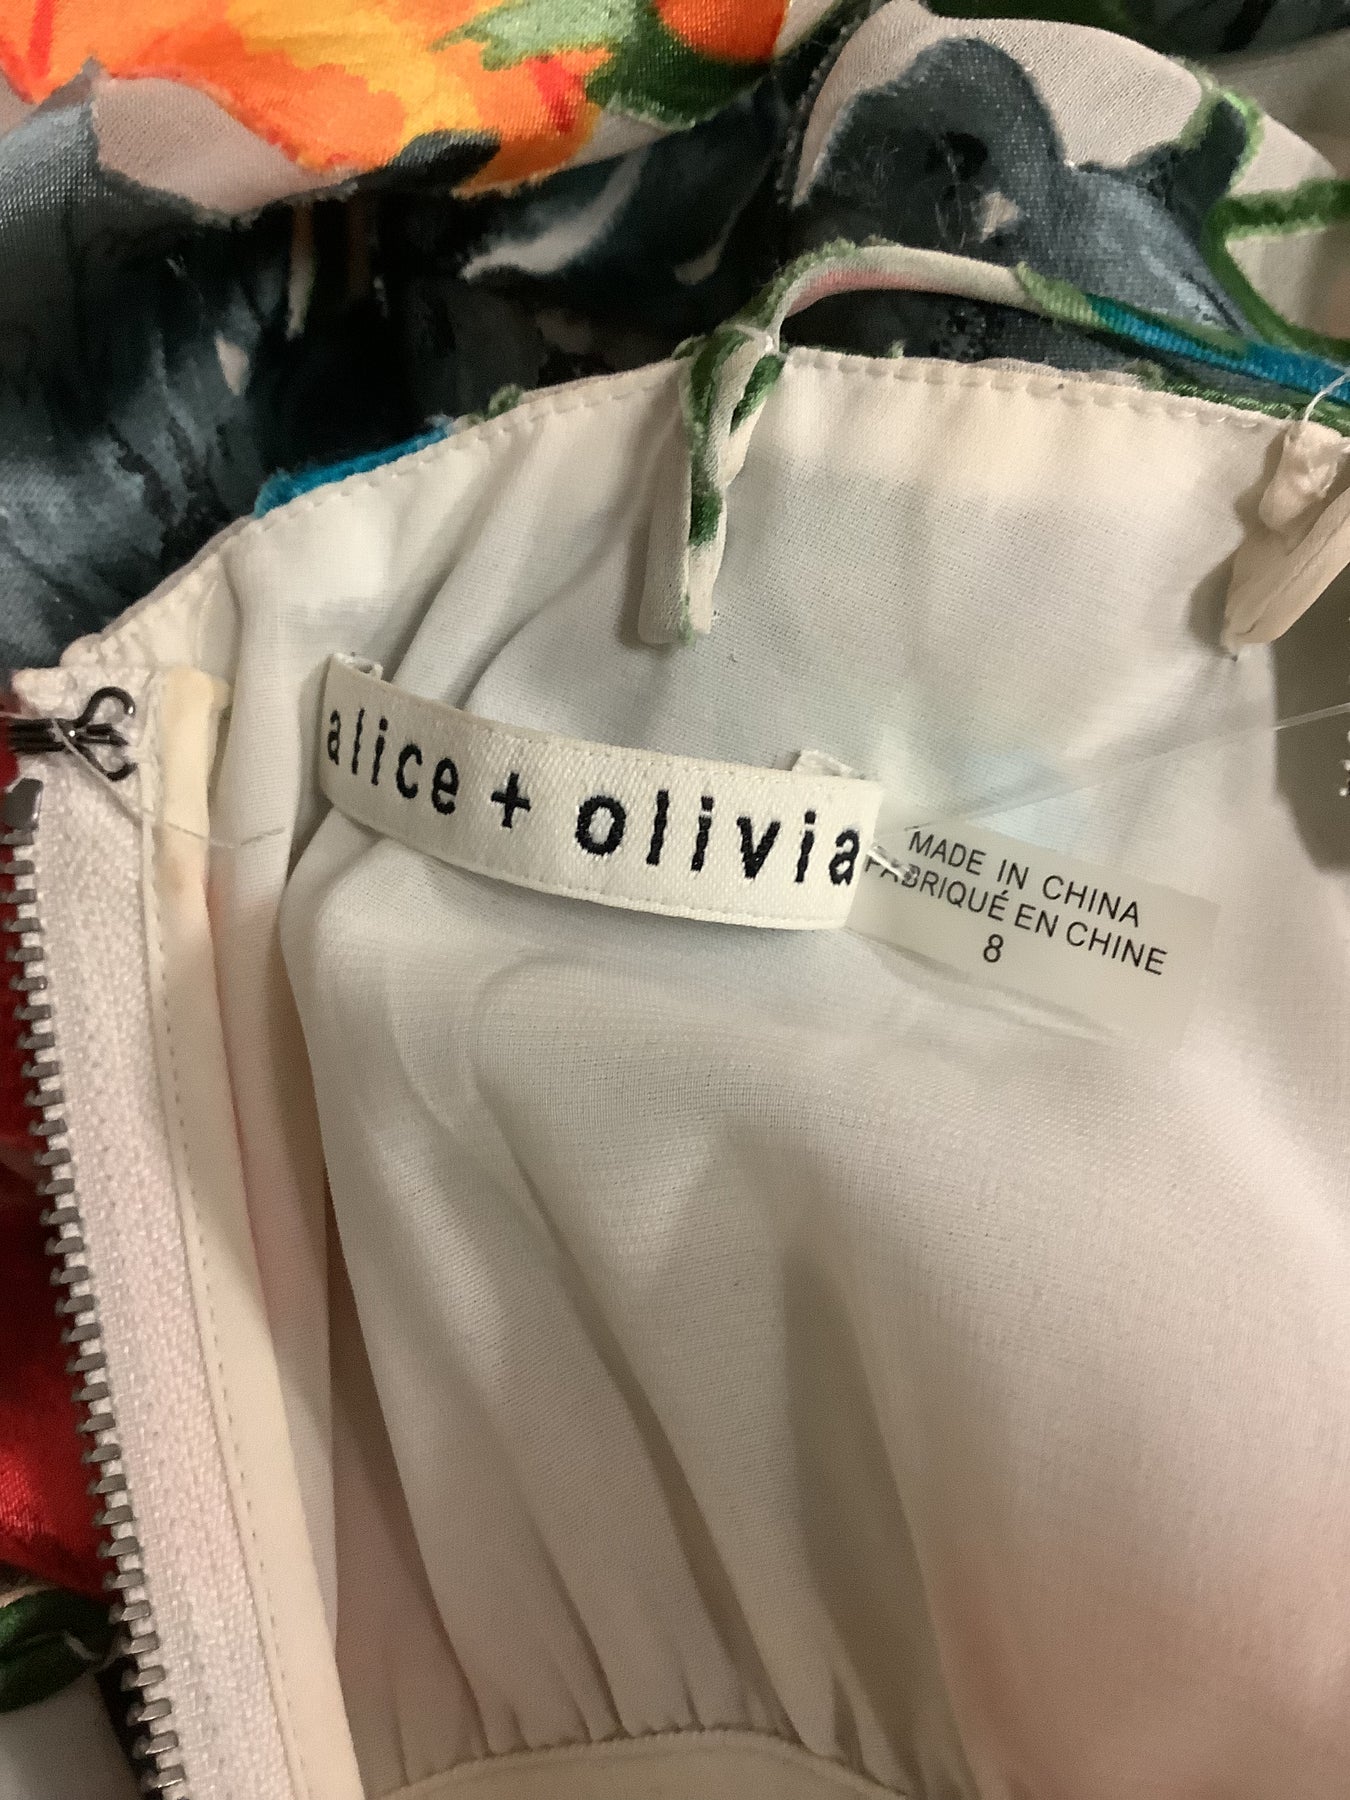 alice + olivia
MADE IN CHINA
FABRIQUÉ EN CHINE
8